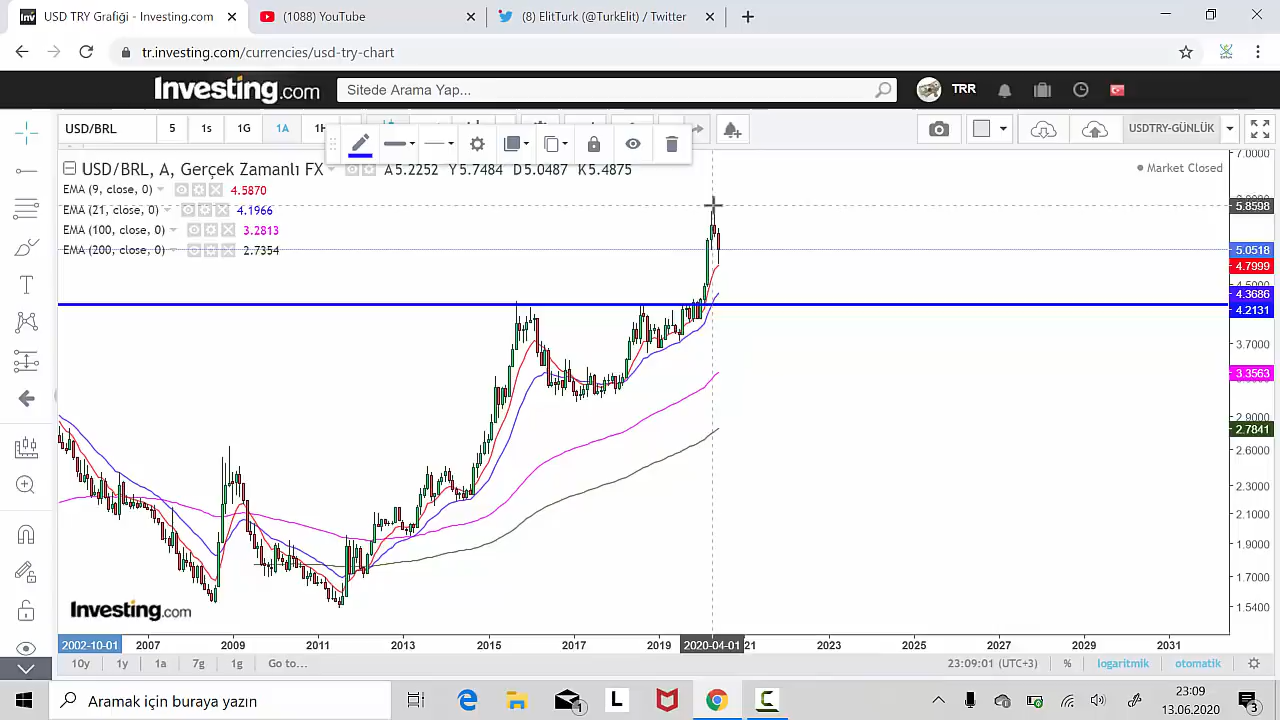 USD TRY Grafiği - Investing.com
(1088) YouTube
(8) ElitTurk (@TurkElit) / Twitter
tr.investing.com/currencies/usd-try-chart
Investing.com
Sitede Arama Yap...
TRR
USD/BRL
5
1s
1G
1A
USDTRY-GÜNLÜK
USD/BRL, A, Gerçek Zamanlı FX
A5.2252 Y5.7484 D5.0487 K5.4875
Market Closed
EMA (9, close, 0) 4.5870
EMA (21, close, 0) 4.1966
EMA (100, close, 0) 3.2813
EMA (200, close, 0) 2.7354
5.8598
5.0518
4.7999
4.3686
4.2131
3.7000
3.3563
2.9000
2.7841
2.6000
2.3000
2.1000
1.9000
1.7000
1.5400
Investing.com
2002-10-01 2007 2009 2011 2013 2015 2017 2019 2020-04-01 21 2023 2025 2027 2029 2031
10y 1y 1a 7g 1g Go to... 23:09:01 (UTC+3) % logaritmik otomatik
Aramak için buraya yazın
1
L
23:09
13.06.2020
3